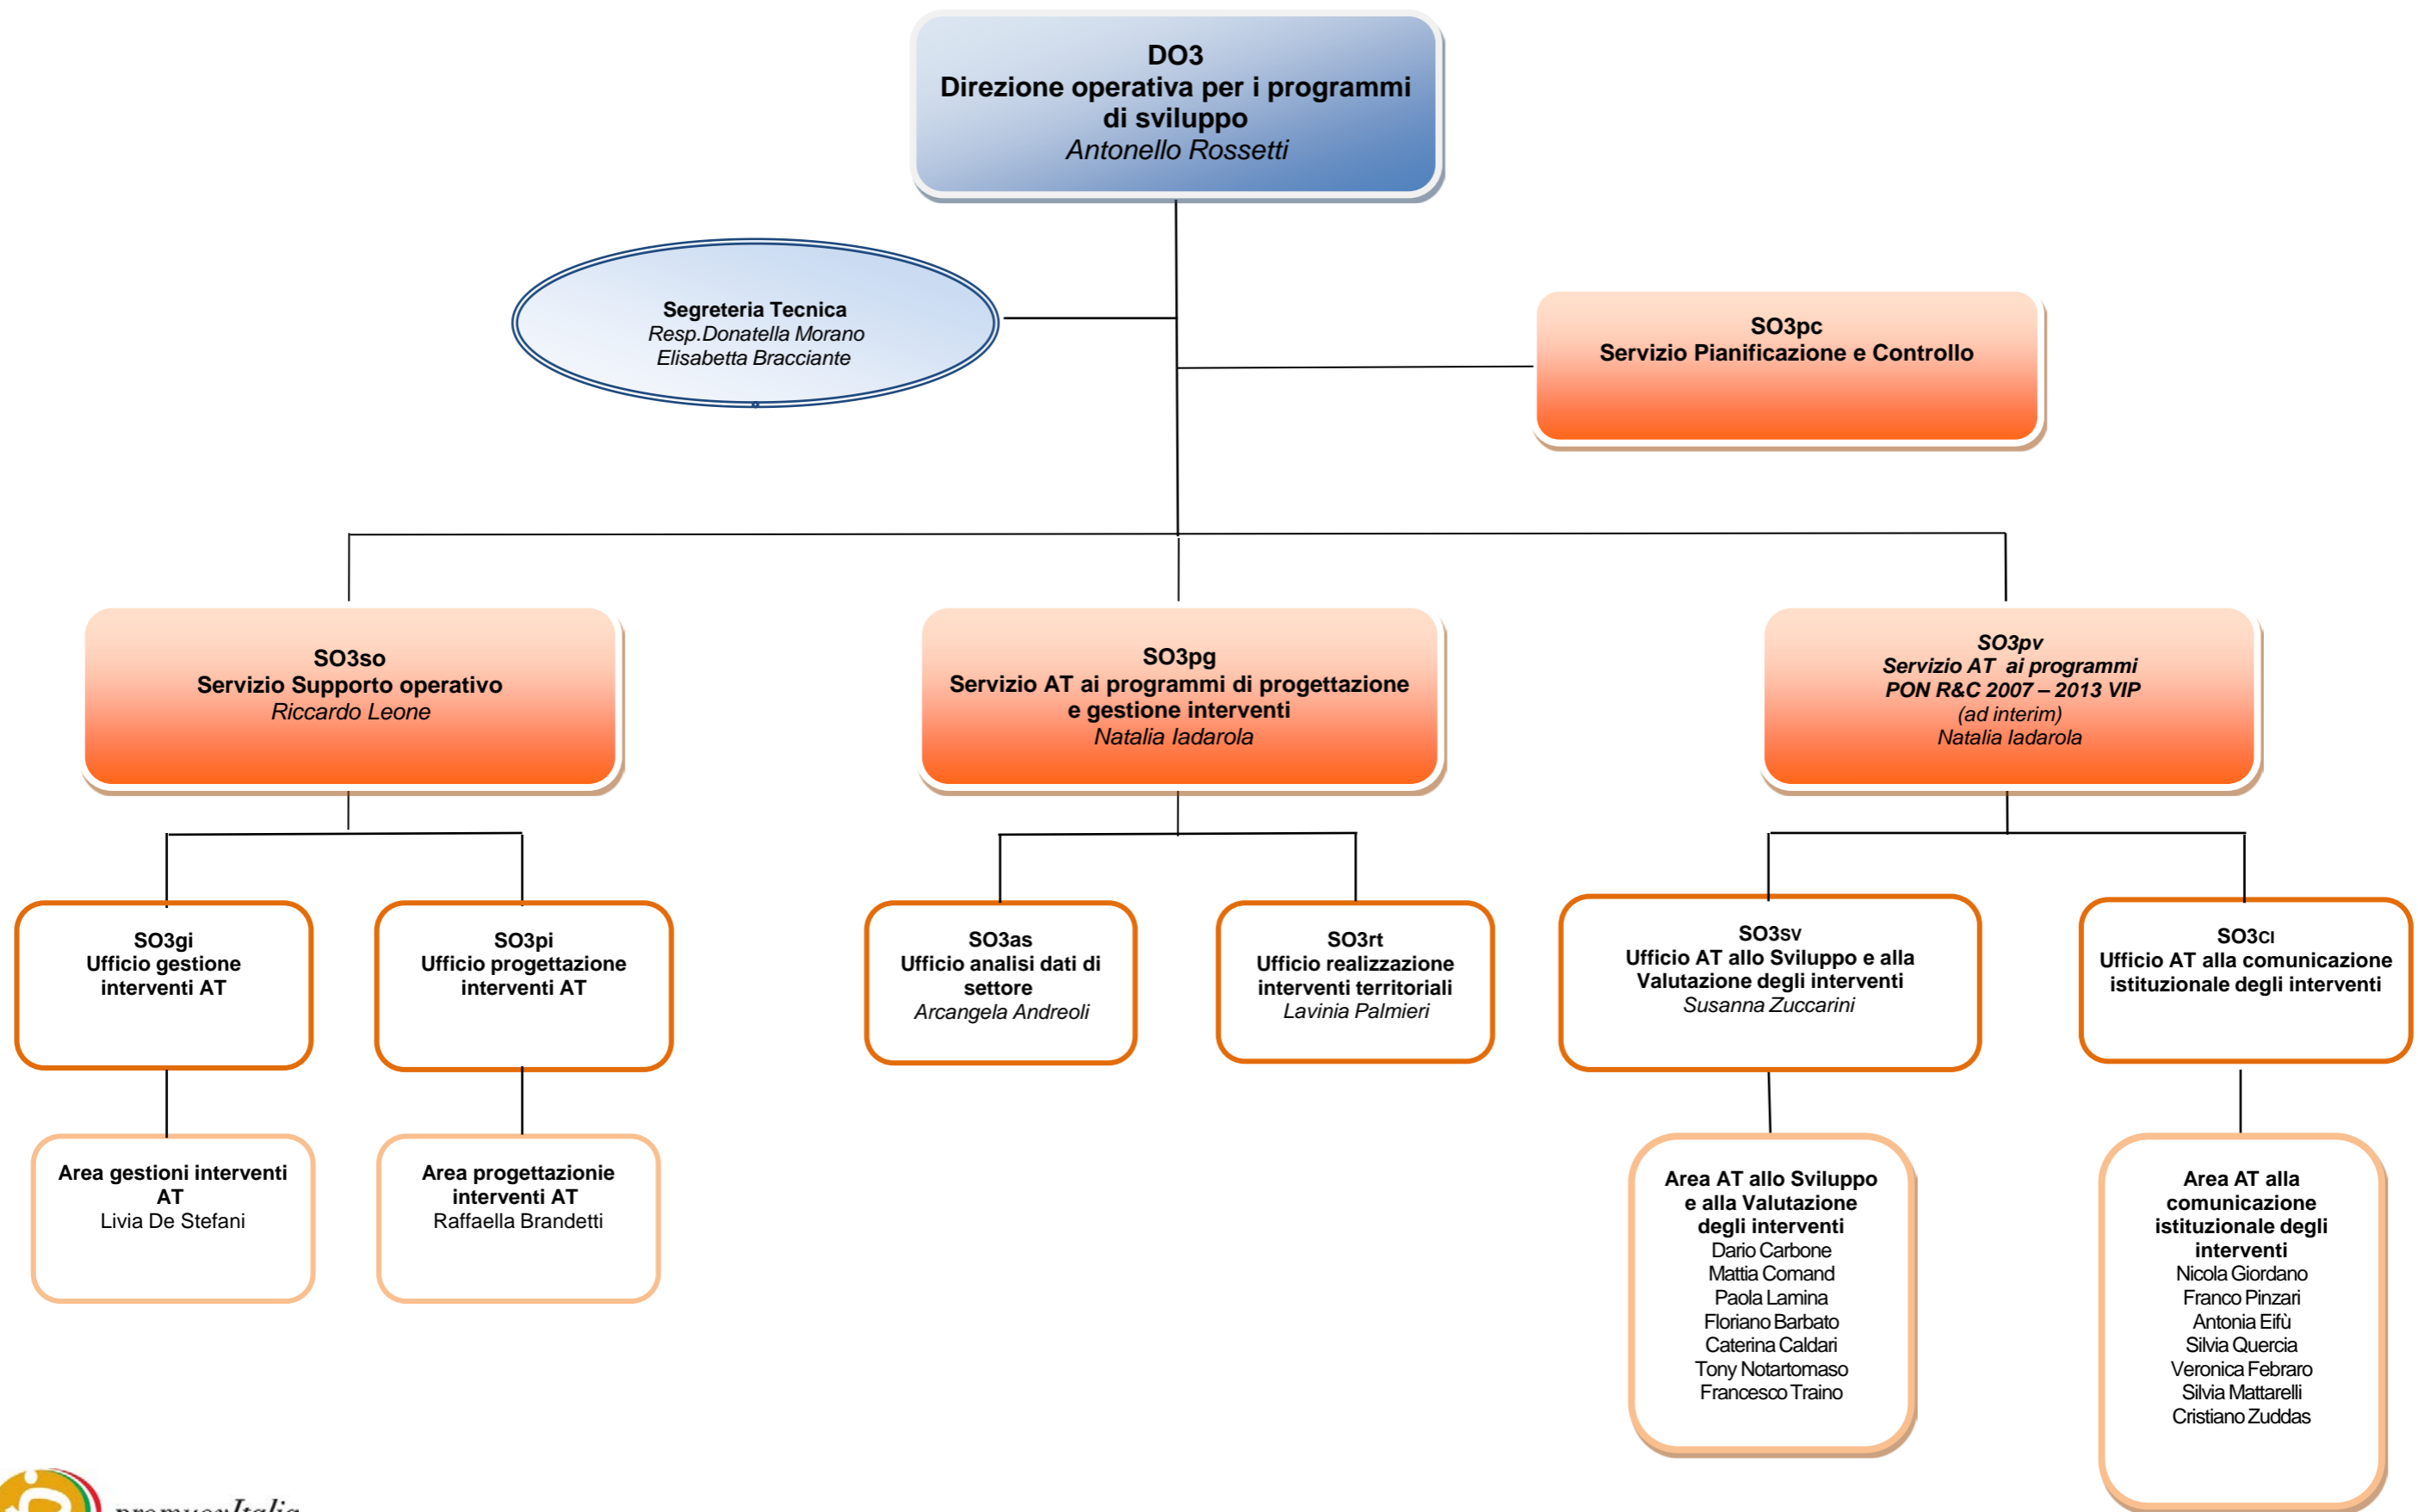 DO3
Direzione operativa per i programmi
di sviluppo
Antonello Rossetti
Segreteria Tecnica
Resp.Donatella Morano
Elisabetta Bracciante
SO3pc
Servizio Pianificazione e Controllo
SO3so
Servizio Supporto operativo
Riccardo Leone
SO3pg
Servizio AT ai programmi di progettazione
e gestione interventi
Natalia Iadarola
SO3pv
Servizio AT ai programmi
PON R&C 2007 – 2013 VIP
(ad interim)
Natalia Iadarola
SO3gi
Ufficio gestione
interventi AT
SO3pi
Ufficio progettazione
interventi AT
SO3as
Ufficio analisi dati di
settore
Arcangela Andreoli
SO3rt
Ufficio realizzazione
interventi territoriali
Lavinia Palmieri
SO3SV
Ufficio AT allo Sviluppo e alla
Valutazione degli interventi
Susanna Zuccarini
SO3CI
Ufficio AT alla comunicazione
istituzionale degli interventi
Area gestioni interventi
AT
Livia De Stefani
Area progettazionie
interventi AT
Raffaella Brandetti
Area AT allo Sviluppo
e alla Valutazione
degli interventi
Dario Carbone
Mattia Comand
Paola Lamina
Floriano Barbato
Caterina Caldari
Tony Notartomaso
Francesco Traino
Area AT alla
comunicazione
istituzionale degli
interventi
Nicola Giordano
Franco Pinzari
Antonia Eifù
Silvia Quercia
Veronica Febraro
Silvia Mattarelli
Cristiano Zuddas
promuovItalia